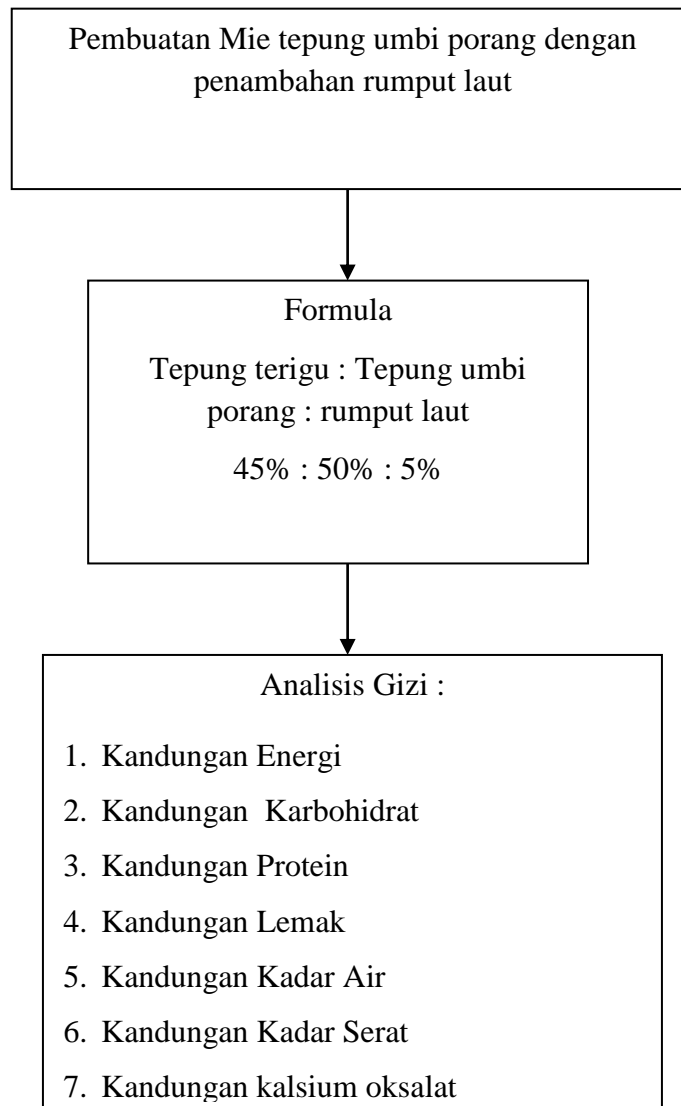 Pembuatan Mie tepung umbi porang dengan
penambahan rumput laut
Formula
Tepung terigu : Tepung umbi
porang : rumput laut
45% : 50% : 5%
Analisis Gizi :
1. Kandungan Energi
2. Kandungan Karbohidrat
3. Kandungan Protein
4. Kandungan Lemak
5. Kandungan Kadar Air
6. Kandungan Kadar Serat
7. Kandungan kalsium oksalat